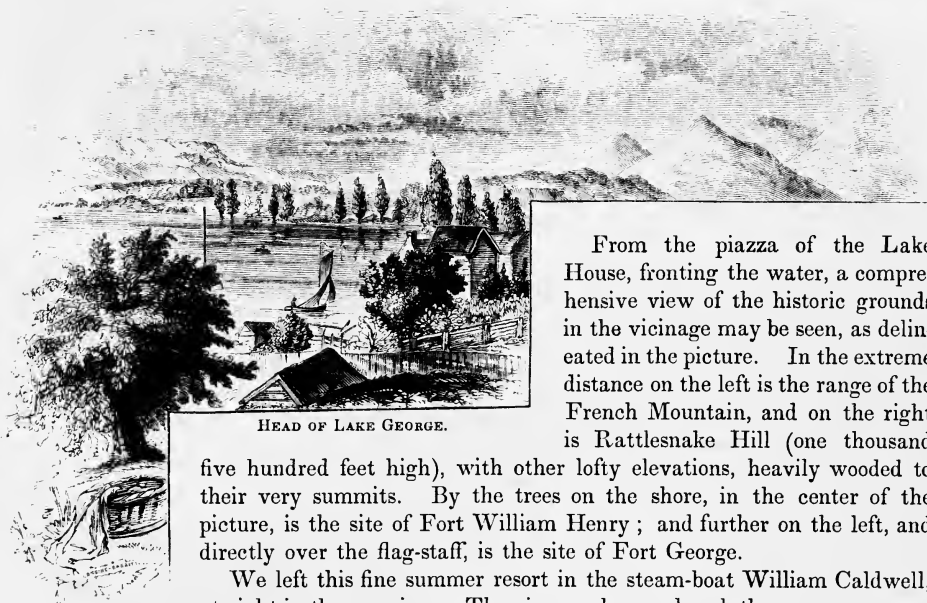 From the piazza of the Lake
House, fronting the water, a compre
hensive view of the historic grounds
in the vicinage may be seen, as delin
eated in the picture. In the extreme
distance on the left is the range of the
French Mountain, and on the right
HEAD OF LAKE GEORGE.
is Rattlesnake Hill (one thousand
five hundred feet high), with other lofty elevations, heavily wooded to
their very summits. By the trees on the shore, in the center of the
picture, is the site of Fort William Henry ; and further on the left, and
directly over the flag-staff, is the site of Fort George.
We left this fine summer resort in the steam-boat William Caldwell,